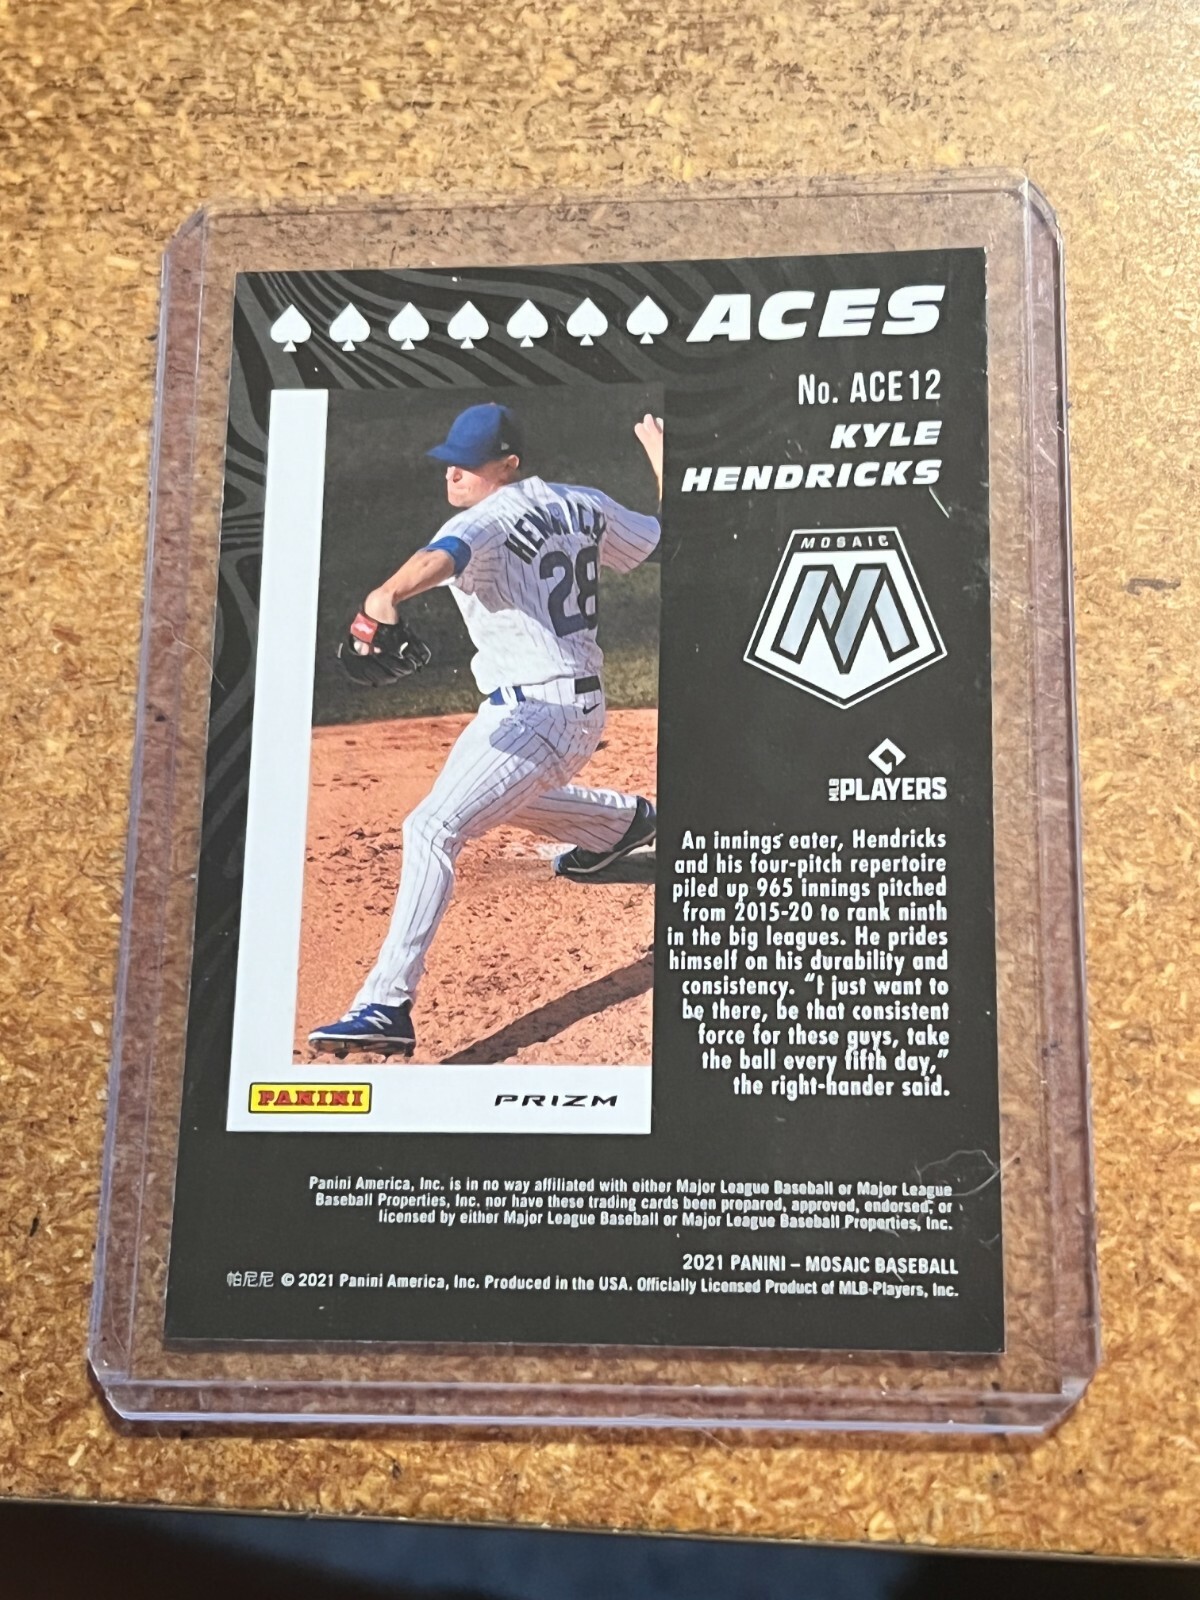 ACES
No. ACE12
KYLE
HENDRICKS
HENDRICKS
28
MOSAIC
M
MLB PLAYERS
An innings eater, Hendricks
and his four-pitch repertoire
piled up 965 innings pitched
from 2015-20 to rank ninth
in the big leagues. He prides
himself on his durability and
consistency. "I just want to
be there, be that consistent
force for these guys, take
the ball every fifth day,"
the right-hander said.
PANINI
PRIZM
Panini America, Inc. is in no way affiliated with either Major League Baseball or Major League
Baseball Properties, Inc. nor have these trading cards been prepared, approved, endorsed, or
licensed by either Major League Baseball or Major League Baseball Properties, Inc.
2021 PANINI – MOSAIC BASEBALL
帕尼尼 © 2021 Panini America, Inc. Produced in the USA. Officially Licensed Product of MLB-Players, Inc.